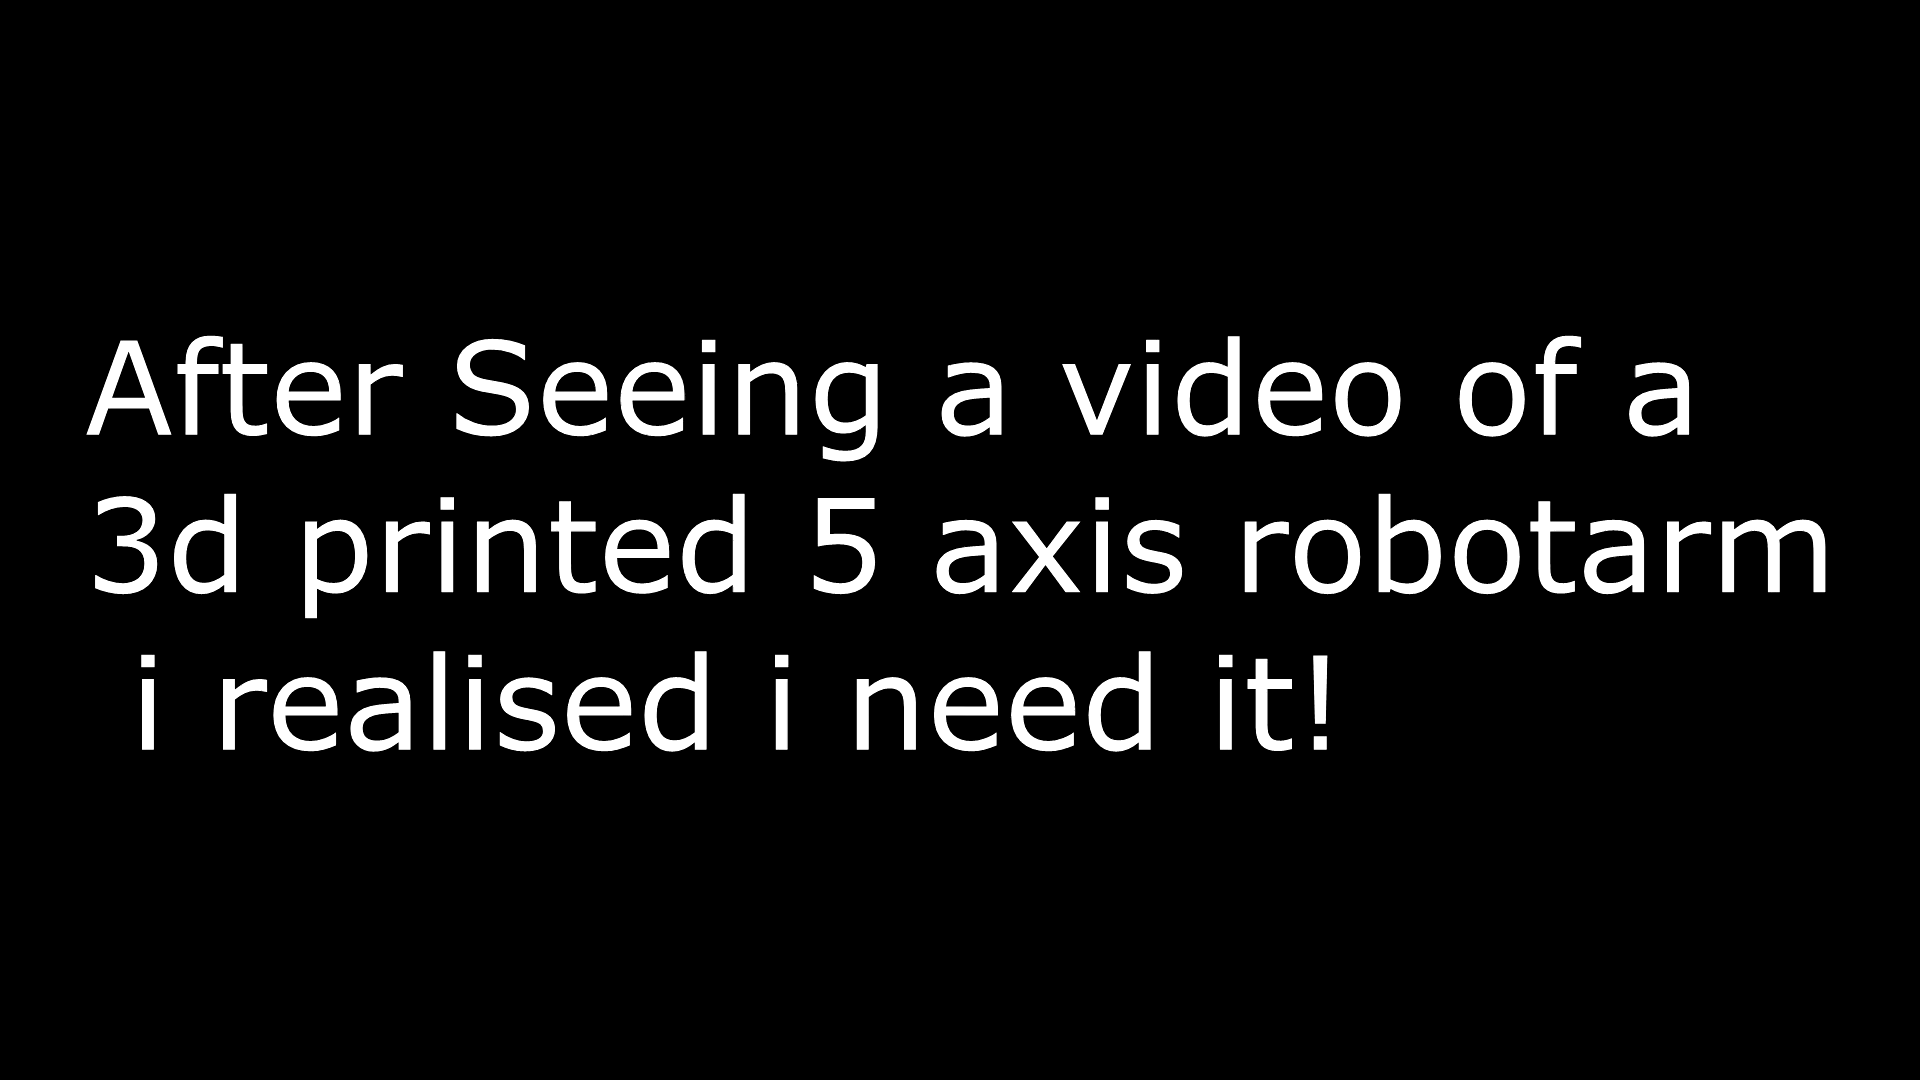 After Seeing a video of a
3d printed 5 axis robotarm
i realised i need it!